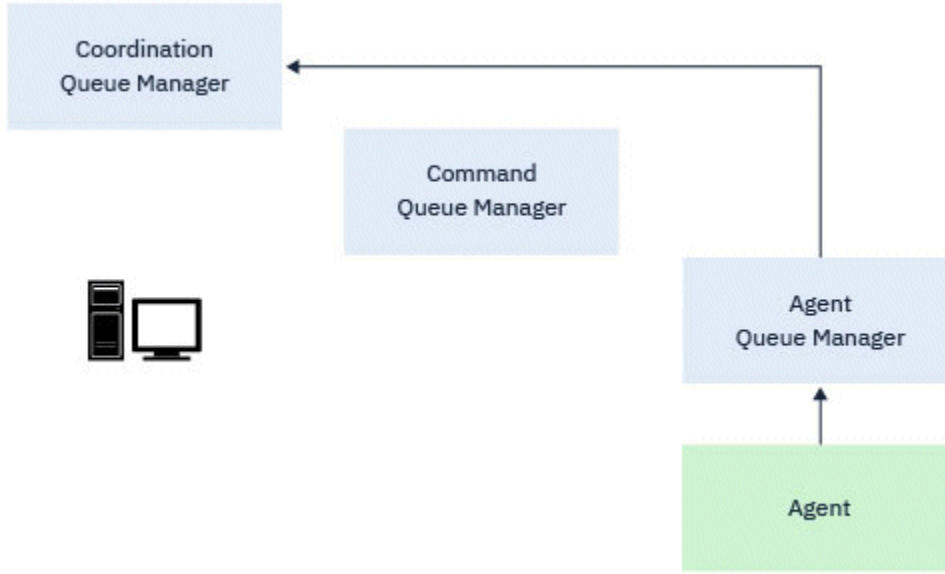 Coordination
Queue Manager
Command
Queue Manager
Agent
Queue Manager
Agent